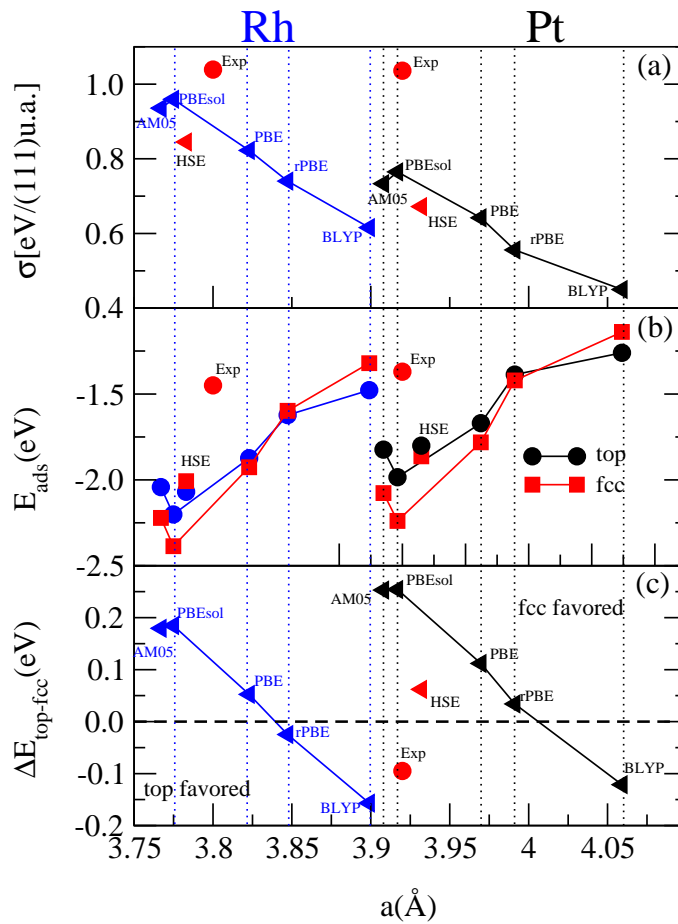 Rh Pt
(a)
σ[eV/(111)u.a.]
1.0
0.8
0.6
0.4
Exp
PBEsol
AM05
HSE
PBE
rPBE
BLYP
Exp
PBEsol
AM05
HSE
PBE
rPBE
BLYP
(b)
E_ads(eV)
-1.5
-2.0
-2.5
Exp
HSE
Exp
HSE
top
fcc
(c)
ΔE_top-fcc(eV)
0.2
0.1
0.0
-0.1
-0.2
PBEsol
AM05
PBE
rPBE
BLYP
top favored
AM05
PBEsol
fcc favored
PBE
HSE
rPBE
Exp
BLYP
3.75 3.8 3.85 3.9 3.95 4 4.05
a(Å)